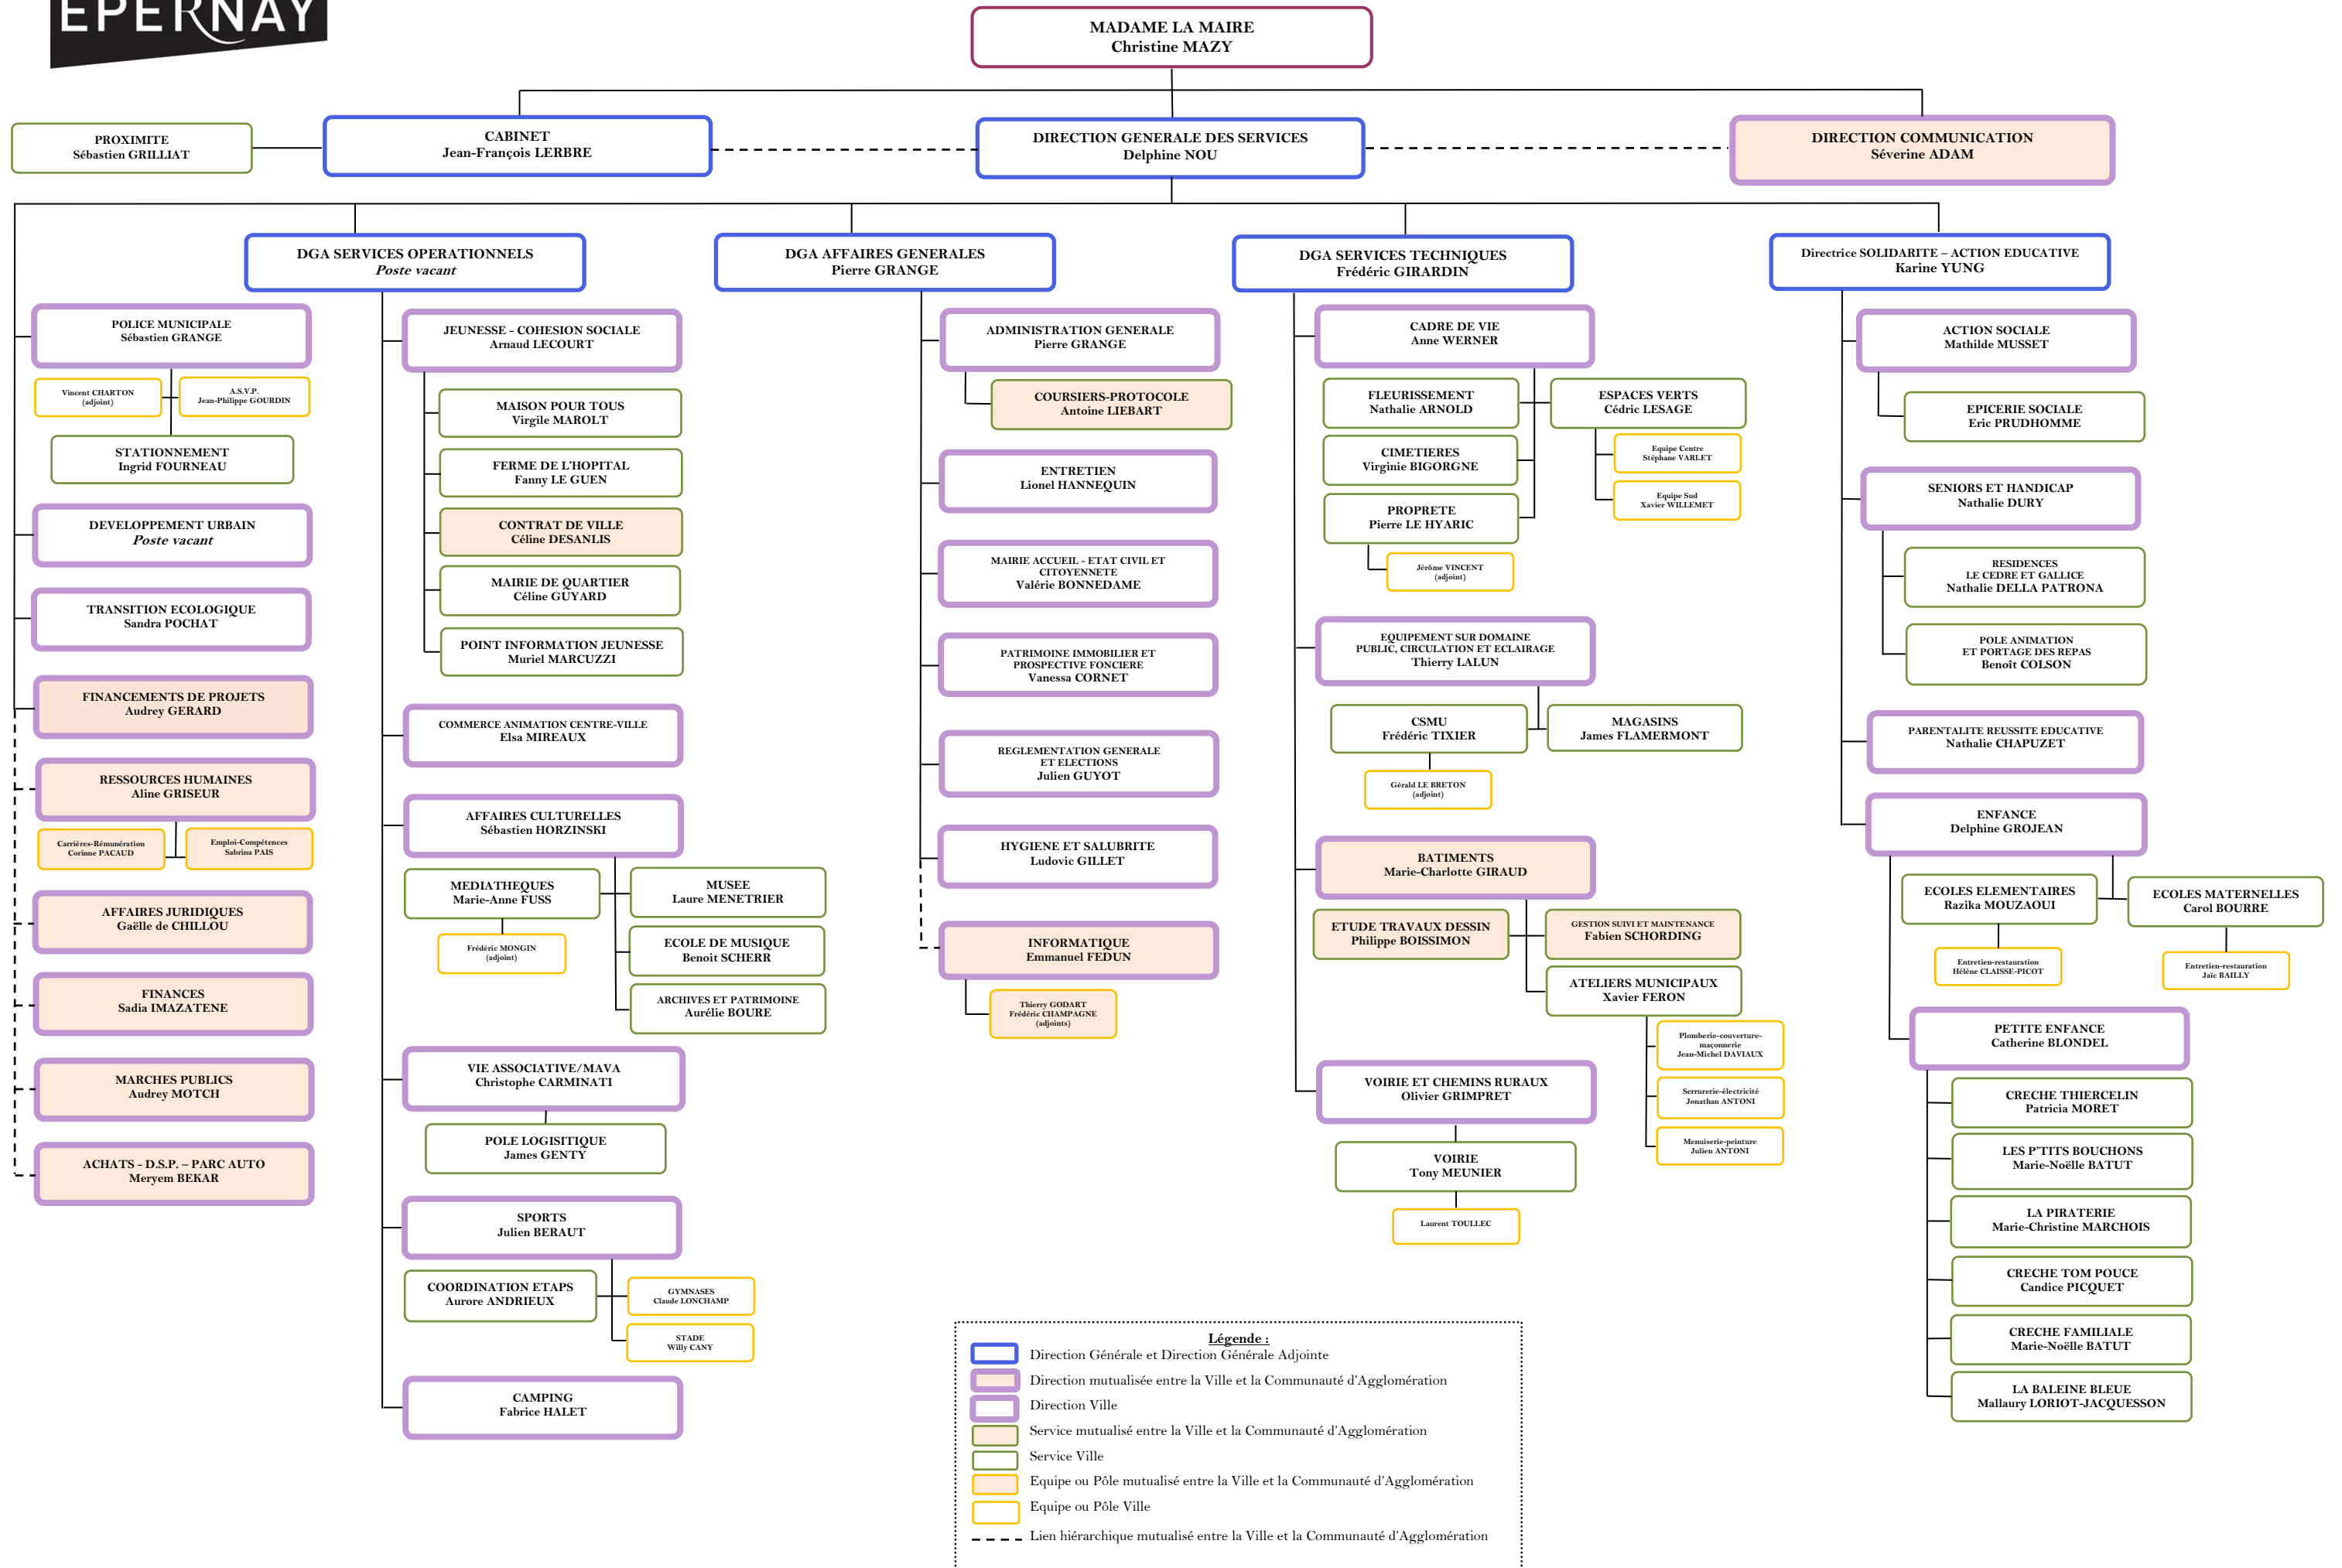 EPERNAY
MADAME LA MAIRE
Christine MAZY
PROXIMITE
Sébastien GRILLIAT
CABINET
Jean-François LERBRE
DIRECTION GENERALE DES SERVICES
Delphine NOU
DIRECTION COMMUNICATION
Séverine ADAM
DGA SERVICES OPERATIONNELS
Poste vacant
DGA AFFAIRES GENERALES
Pierre GRANGE
DGA SERVICES TECHNIQUES
Frédéric GIRARDIN
Directrice SOLIDARITE – ACTION EDUCATIVE
Karine YUNG
POLICE MUNICIPALE
Sébastien GRANGE
Vincent CHARTON
(adjoint)
A.S.V.P.
Jean-Philippe GOURDIN
STATIONNEMENT
Ingrid FOURNEAU
DEVELOPPEMENT URBAIN
Poste vacant
TRANSITION ECOLOGIQUE
Sandra POCHAT
FINANCEMENTS DE PROJETS
Audrey GERARD
RESSOURCES HUMAINES
Aline GRISEUR
Carrières-Rémunération
Corinne PACAUD
Emploi-Compétences
Sabrina PAIS
AFFAIRES JURIDIQUES
Gaëlle de CHILLOU
FINANCES
Sadia IMAZATENE
MARCHES PUBLICS
Audrey MOTCH
ACHATS - D.S.P. – PARC AUTO
Meryem BEKAR
JEUNESSE - COHESION SOCIALE
Arnaud LECOURT
MAISON POUR TOUS
Virgile MAROLT
FERME DE L'HOPITAL
Fanny LE GUEN
CONTRAT DE VILLE
Céline DESANLIS
MAIRIE DE QUARTIER
Céline GUYARD
POINT INFORMATION JEUNESSE
Muriel MARCUZZI
COMMERCE ANIMATION CENTRE-VILLE
Elsa MIREAUX
AFFAIRES CULTURELLES
Sébastien HORZINSKI
MEDIATHEQUES
Marie-Anne FUSS
Frédéric MONGIN
(adjoint)
MUSEE
Laure MENETRIER
ECOLE DE MUSIQUE
Benoit SCHERR
ARCHIVES ET PATRIMOINE
Aurélie BOURE
VIE ASSOCIATIVE/MAVA
Christophe CARMINATI
POLE LOGISITIQUE
James GENTY
SPORTS
Julien BERAUT
COORDINATION ETAPS
Aurore ANDRIEUX
GYMNASES
Claude LONCHAMP
STADE
Willy CANY
CAMPING
Fabrice HALET
ADMINISTRATION GENERALE
Pierre GRANGE
COURSIERS-PROTOCOLE
Antoine LIEBART
ENTRETIEN
Lionel HANNEQUIN
MAIRIE ACCUEIL - ETAT CIVIL ET
CITOYENNETE
Valérie BONNEDAME
PATRIMOINE IMMOBILIER ET
PROSPECTIVE FONCIERE
Vanessa CORNET
REGLEMENTATION GENERALE
ET ELECTIONS
Julien GUYOT
HYGIENE ET SALUBRITE
Ludovic GILLET
INFORMATIQUE
Emmanuel FEDUN
Thierry GODART
Frédéric CHAMPAGNE
(adjoints)
CADRE DE VIE
Anne WERNER
FLEURISSEMENT
Nathalie ARNOLD
ESPACES VERTS
Cédric LESAGE
CIMETIERES
Virginie BIGORGNE
Equipe Centre
Stéphane VARLET
Equipe Sud
Xavier WILLEMET
PROPRETE
Pierre LE HYARIC
Jérôme VINCENT
(adjoint)
EQUIPEMENT SUR DOMAINE
PUBLIC, CIRCULATION ET ECLAIRAGE
Thierry LALUN
CSMU
Frédéric TIXIER
MAGASINS
James FLAMERMONT
Gérald LE BRETON
(adjoint)
BATIMENTS
Marie-Charlotte GIRAUD
ETUDE TRAVAUX DESSIN
Philippe BOISSIMON
GESTION SUIVI ET MAINTENANCE
Fabien SCHORDING
ATELIERS MUNICIPAUX
Xavier FERON
Plomberie-couverture-
maçonnerie
Jean-Michel DAVIAUX
Serrurerie-électricité
Jonathan ANTONI
Menuiserie-peinture
Julien ANTONI
VOIRIE ET CHEMINS RURAUX
Olivier GRIMPRET
VOIRIE
Tony MEUNIER
Laurent TOULLEC
ACTION SOCIALE
Mathilde MUSSET
EPICERIE SOCIALE
Eric PRUDHOMME
SENIORS ET HANDICAP
Nathalie DURY
RESIDENCES
LE CEDRE ET GALLICE
Nathalie DELLA PATRONA
POLE ANIMATION
ET PORTAGE DES REPAS
Benoît COLSON
PARENTALITE REUSSITE EDUCATIVE
Nathalie CHAPUZET
ENFANCE
Delphine GROJEAN
ECOLES ELEMENTAIRES
Razika MOUZAOUI
ECOLES MATERNELLES
Carol BOURRE
Entretien-restauration
Hélène CLAISSE-PICOT
Entretien-restauration
Jaïc BAILLY
PETITE ENFANCE
Catherine BLONDEL
CRECHE THIERCELIN
Patricia MORET
LES P'TITS BOUCHONS
Marie-Noëlle BATUT
LA PIRATERIE
Marie-Christine MARCHOIS
CRECHE TOM POUCE
Candice PICQUET
CRECHE FAMILIALE
Marie-Noëlle BATUT
LA BALEINE BLEUE
Mallaury LORIOT-JACQUESSON
Légende :
Direction Générale et Direction Générale Adjointe
Direction mutualisée entre la Ville et la Communauté d'Agglomération
Direction Ville
Service mutualisé entre la Ville et la Communauté d'Agglomération
Service Ville
Equipe ou Pôle mutualisé entre la Ville et la Communauté d'Agglomération
Equipe ou Pôle Ville
Lien hiérarchique mutualisé entre la Ville et la Communauté d'Agglomération